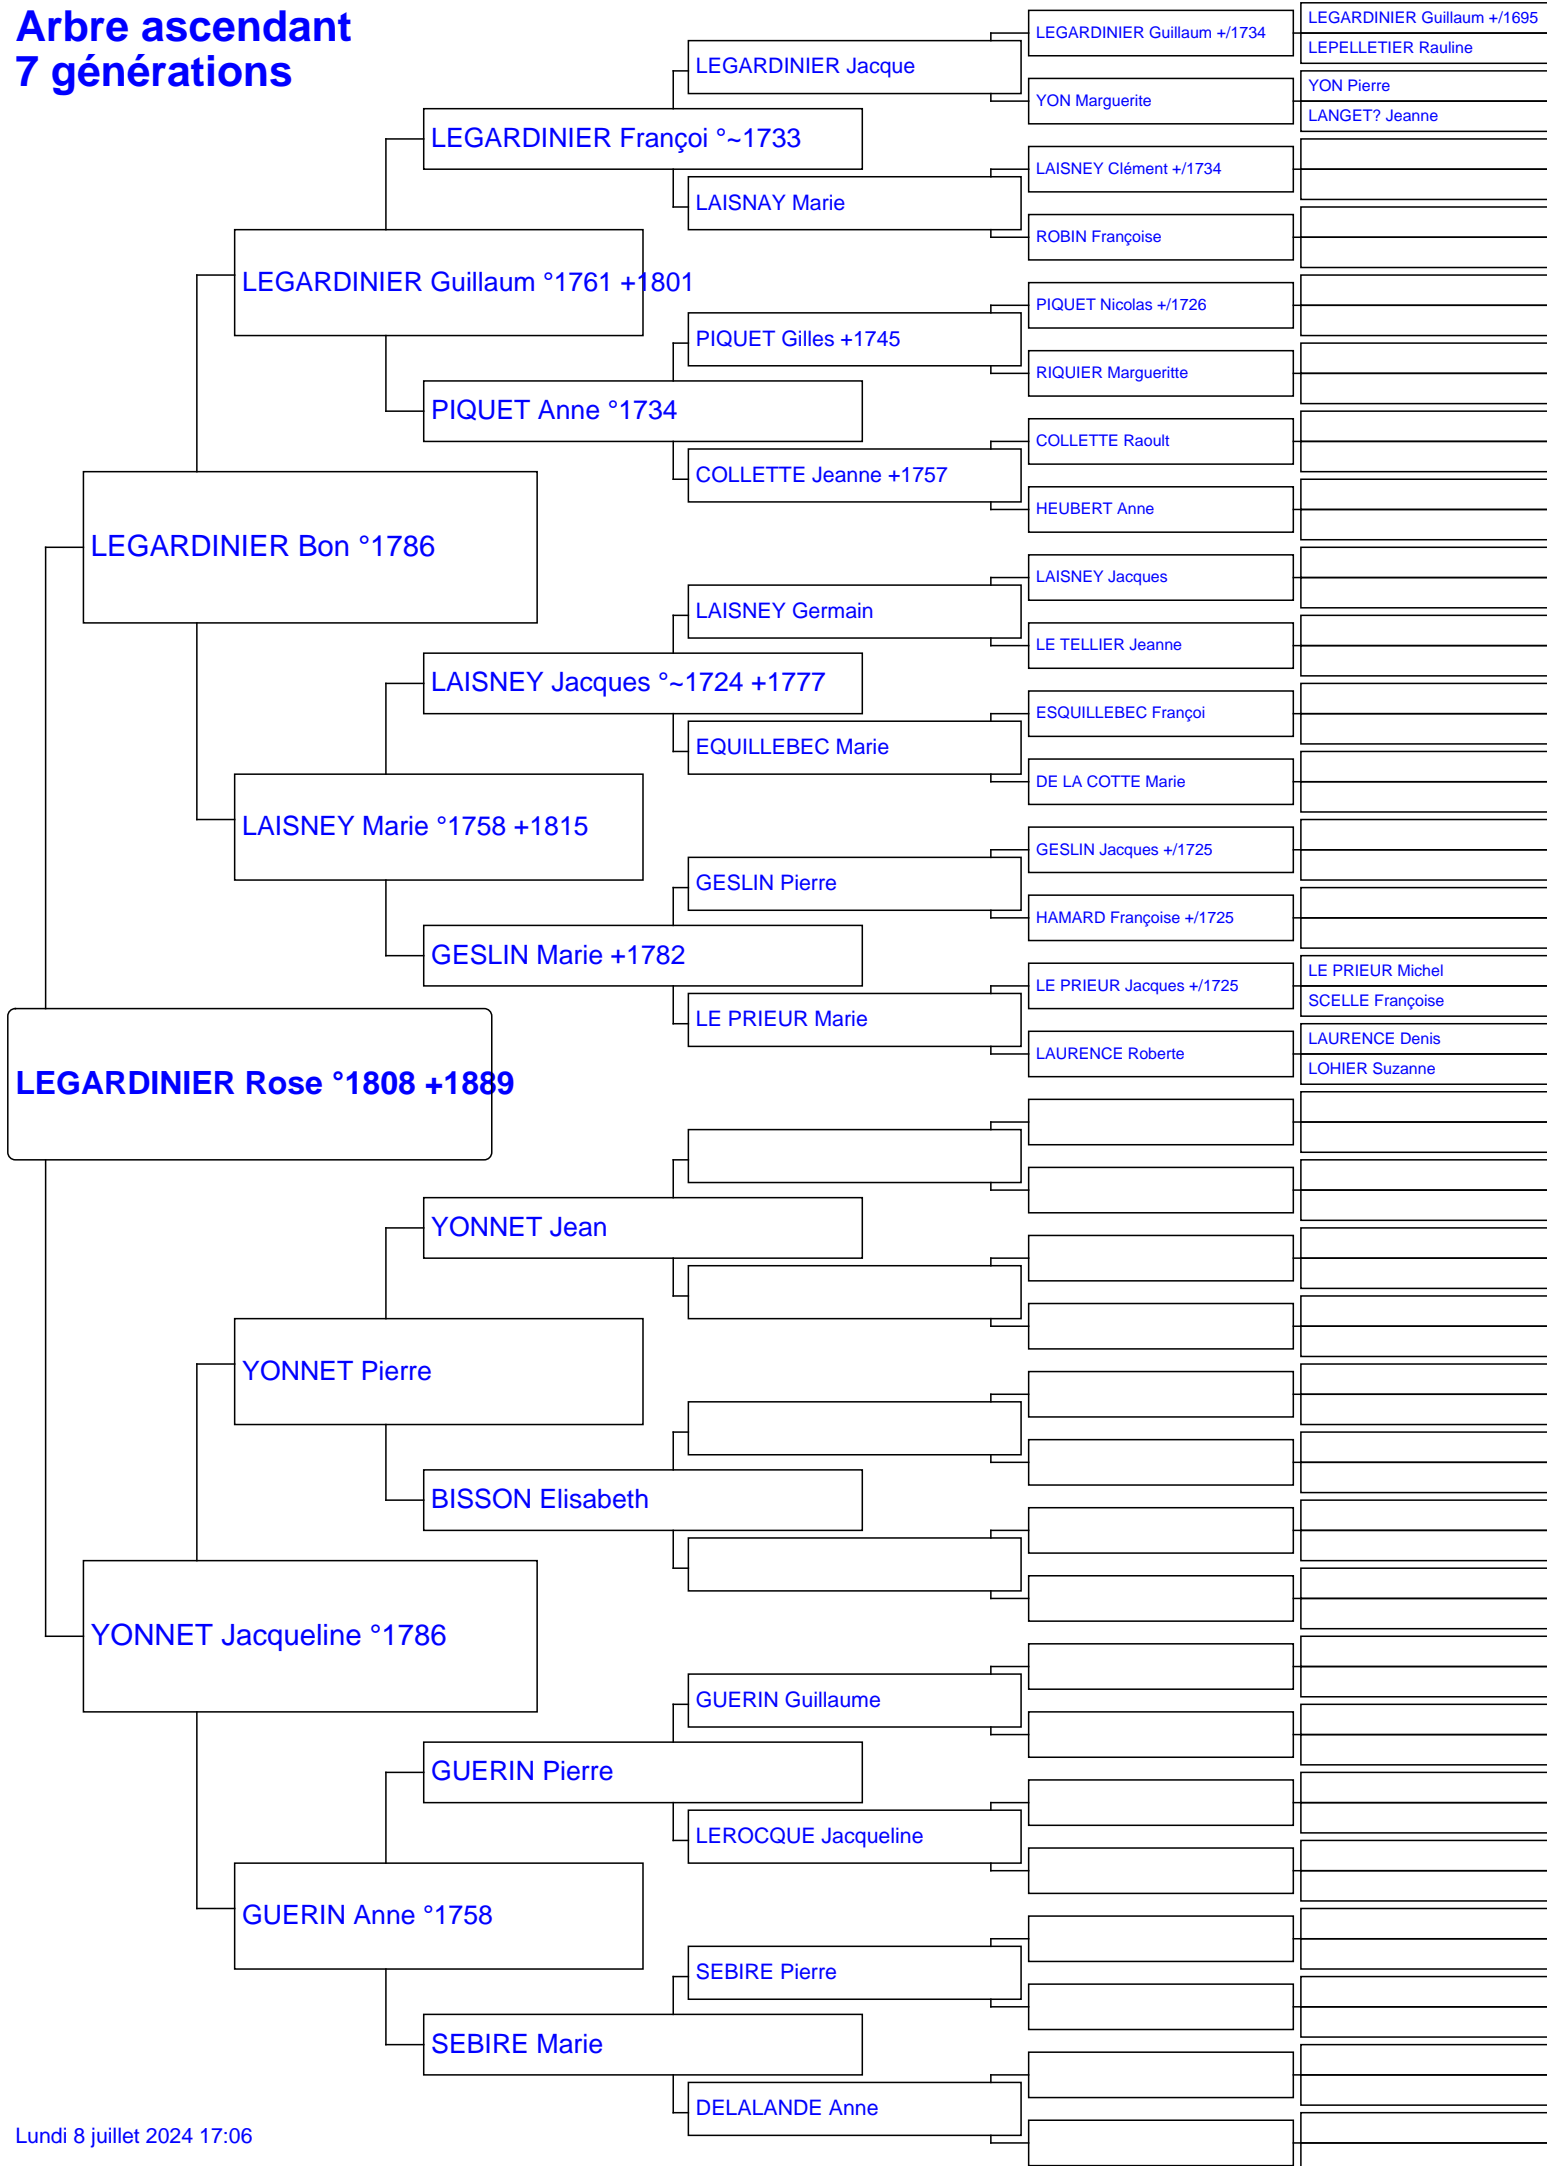 Arbre ascendant
7 générations
LEGARDINIER Rose °1808 +1889
LEGARDINIER Bon °1786
YONNET Jacqueline °1786
LEGARDINIER Guillaum °1761 +1801
LAISNEY Marie °1758 +1815
YONNET Pierre
GUERIN Anne °1758
LEGARDINIER Françoi °~1733
PIQUET Anne °1734
LAISNEY Jacques °~1724 +1777
GESLIN Marie +1782
YONNET Jean
BISSON Elisabeth
GUERIN Pierre
SEBIRE Marie
LEGARDINIER Jacque
LAISNAY Marie
PIQUET Gilles +1745
COLLETTE Jeanne +1757
LAISNEY Germain
EQUILLEBEC Marie
GESLIN Pierre
LE PRIEUR Marie
GUERIN Guillaume
LEROCQUE Jacqueline
SEBIRE Pierre
DELALANDE Anne
LEGARDINIER Guillaum +/1734
YON Marguerite
LAISNEY Clément +/1734
ROBIN Françoise
PIQUET Nicolas +/1726
RIQUIER Margueritte
COLLETTE Raoult
HEUBERT Anne
LAISNEY Jacques
LE TELLIER Jeanne
ESQUILLEBEC Françoi
DE LA COTTE Marie
GESLIN Jacques +/1725
HAMARD Françoise +/1725
LE PRIEUR Jacques +/1725
LAURENCE Roberte
LEGARDINIER Guillaum +/1695
LEPELLETIER Rauline
YON Pierre
LANGET? Jeanne
LE PRIEUR Michel
SCELLE Françoise
LAURENCE Denis
LOHIER Suzanne
Lundi 8 juillet 2024 17:06